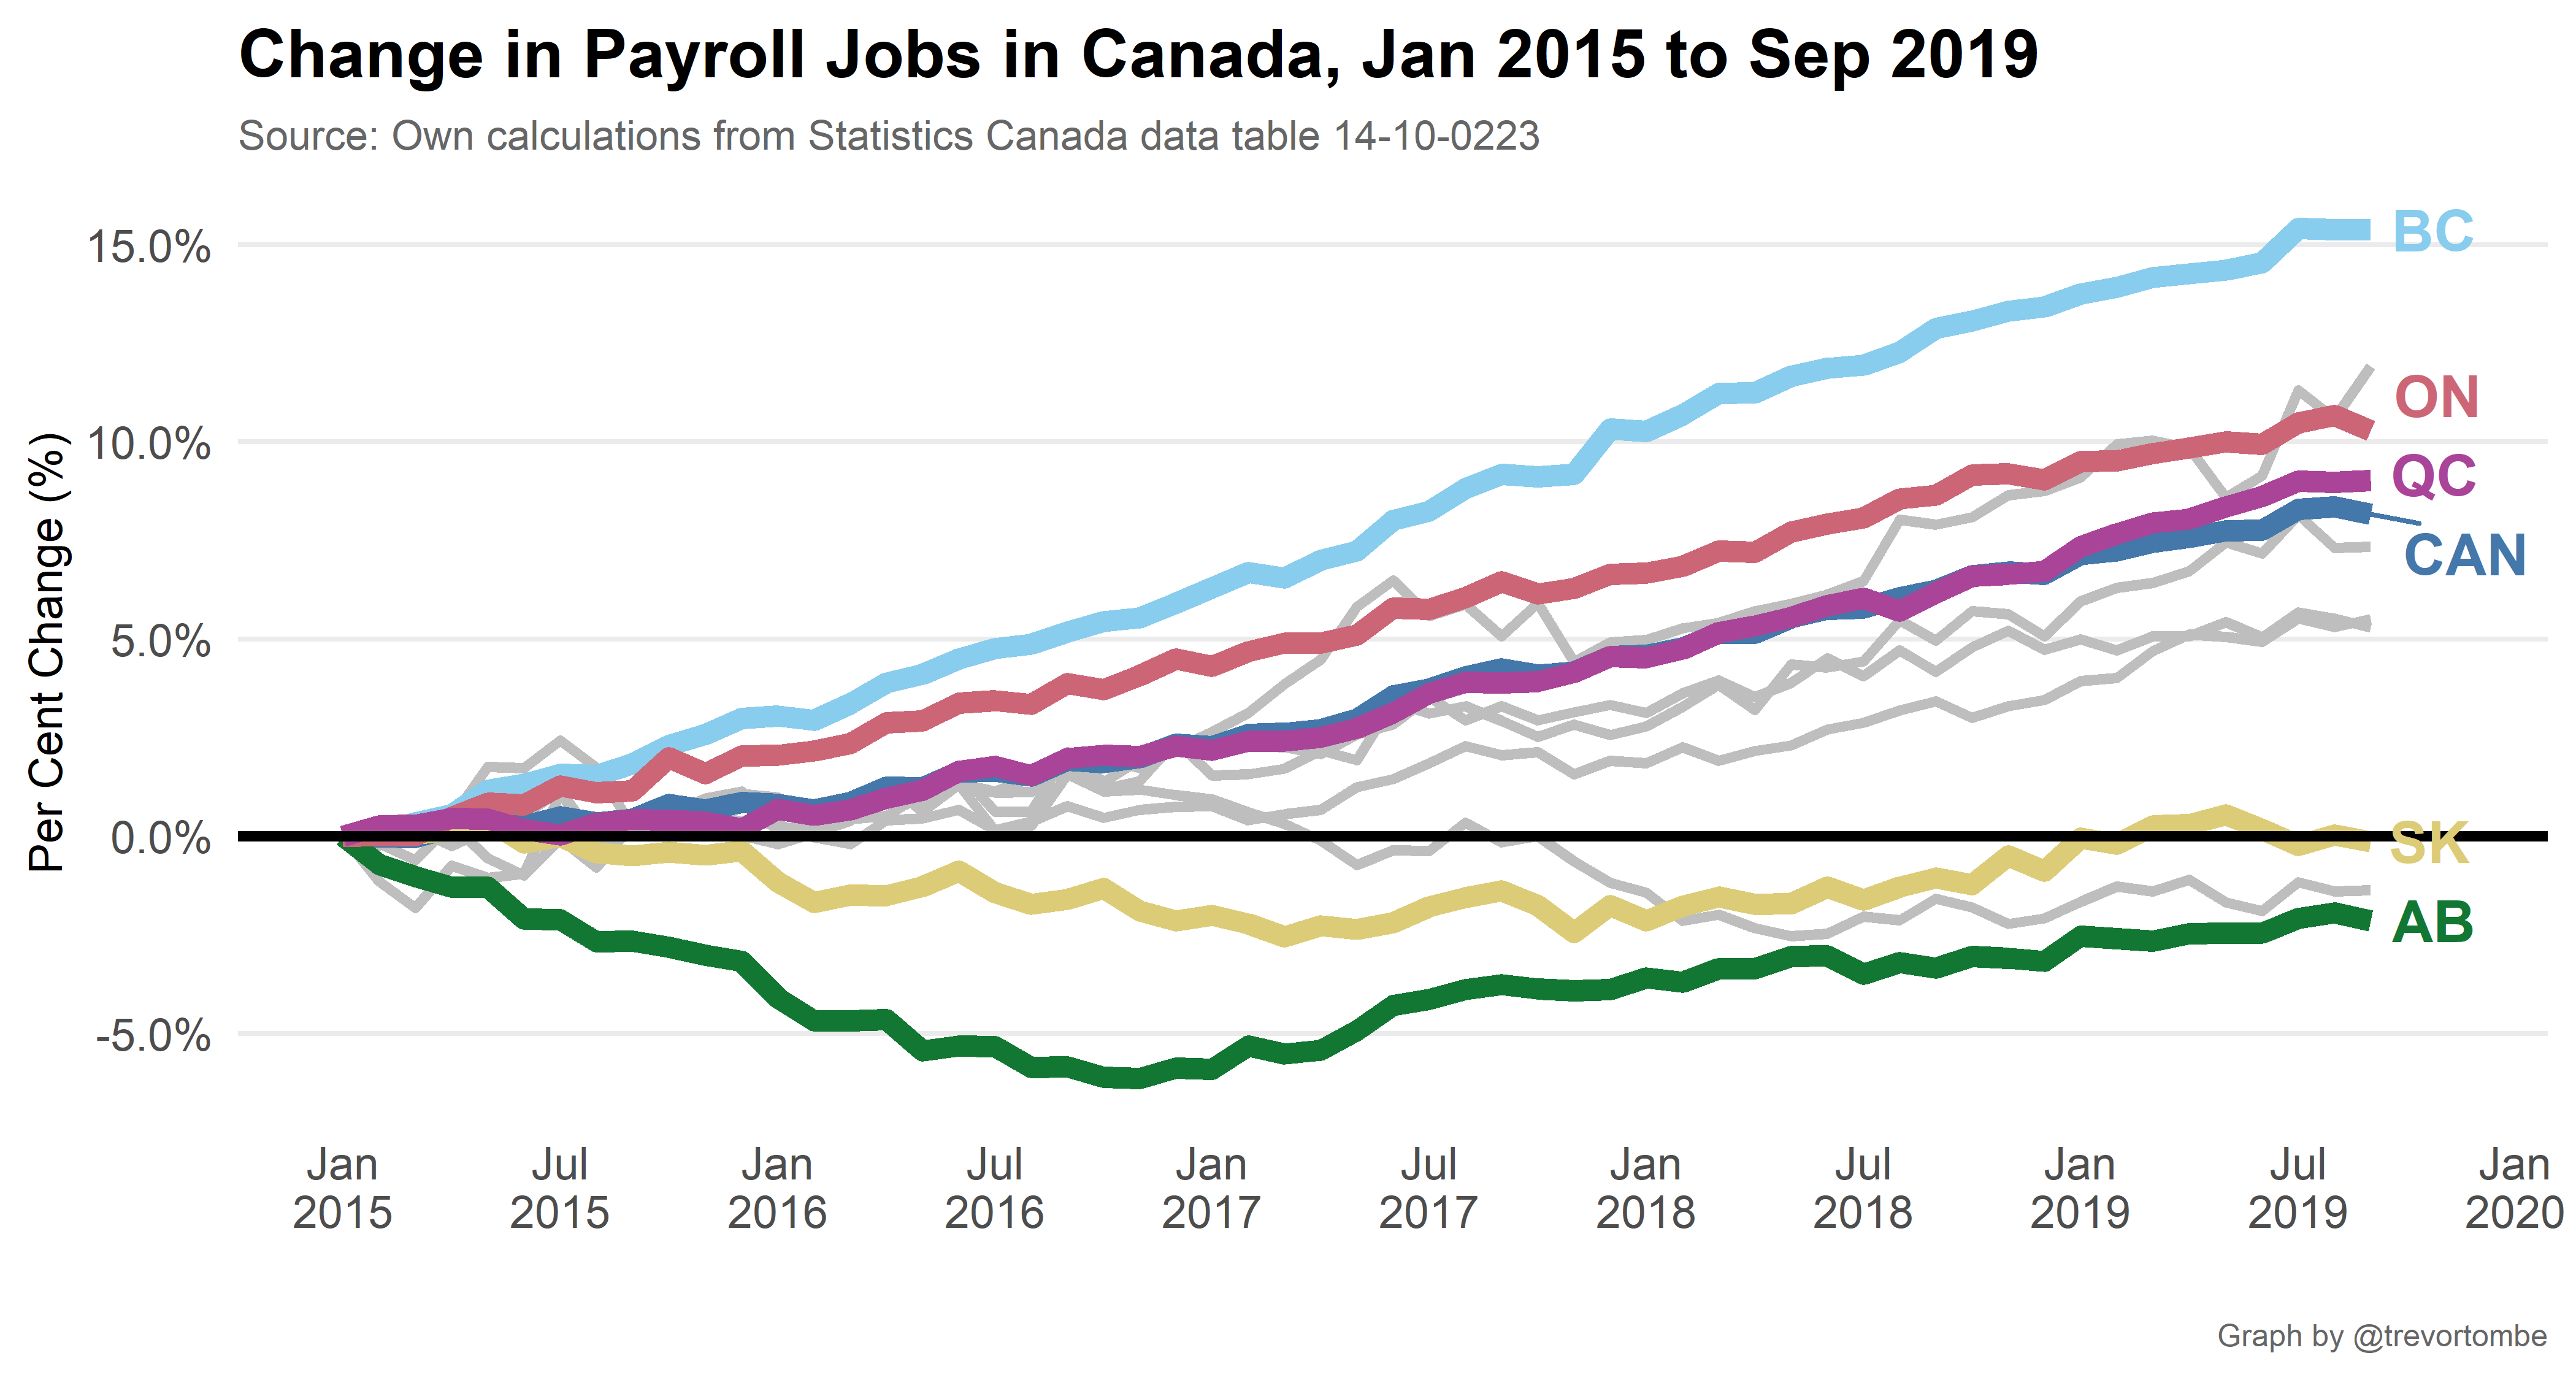 Change in Payroll Jobs in Canada, Jan 2015 to Sep 2019
Source: Own calculations from Statistics Canada data table 14-10-0223
Per Cent Change (%)
15.0%
10.0%
5.0%
0.0%
-5.0%
BC
ON
QC
CAN
SK
AB
Jan 2015
Jul 2015
Jan 2016
Jul 2016
Jan 2017
Jul 2017
Jan 2018
Jul 2018
Jan 2019
Jul 2019
Jan 2020
Graph by @trevortombe